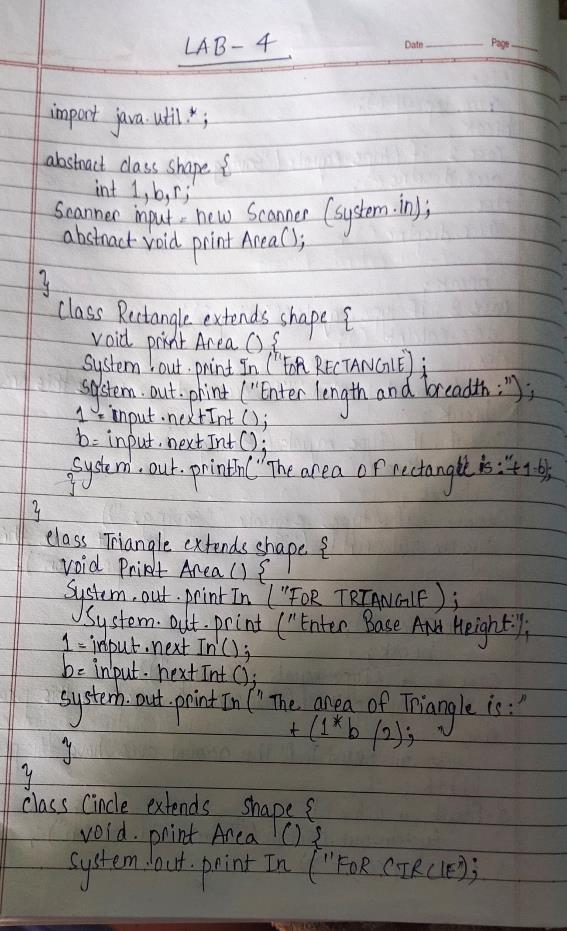 LAB - 4
Date Page
import java.util.*;
abstract class shape {
int 1,b,r;
Scanner input = new Scanner (system.in);
abstract void print Area();
}
Class Rectangle extends shape {
void print Area () {
System.out.print In ("FOR RECTANGLE);
system.out.print ("Enter length and breadth:");
1 = input.nextInt ();
b= input.next Int ();
System.out.println("The area of rectangle is:"+1*b);
}
}
class Triangle extends shape {
void Print Area () {
System.out.print In ("FOR TRIANGLE);
System.out.print ("Enter Base And Height:");
1 = input.next In();
b= input.next Int ();
system.out.print In (" The area of Triangle is:"
+ (1*b /2);
}
}
class Circle extends shape {
void.print Area () {
System.out.print In ("FOR CIRCLE);